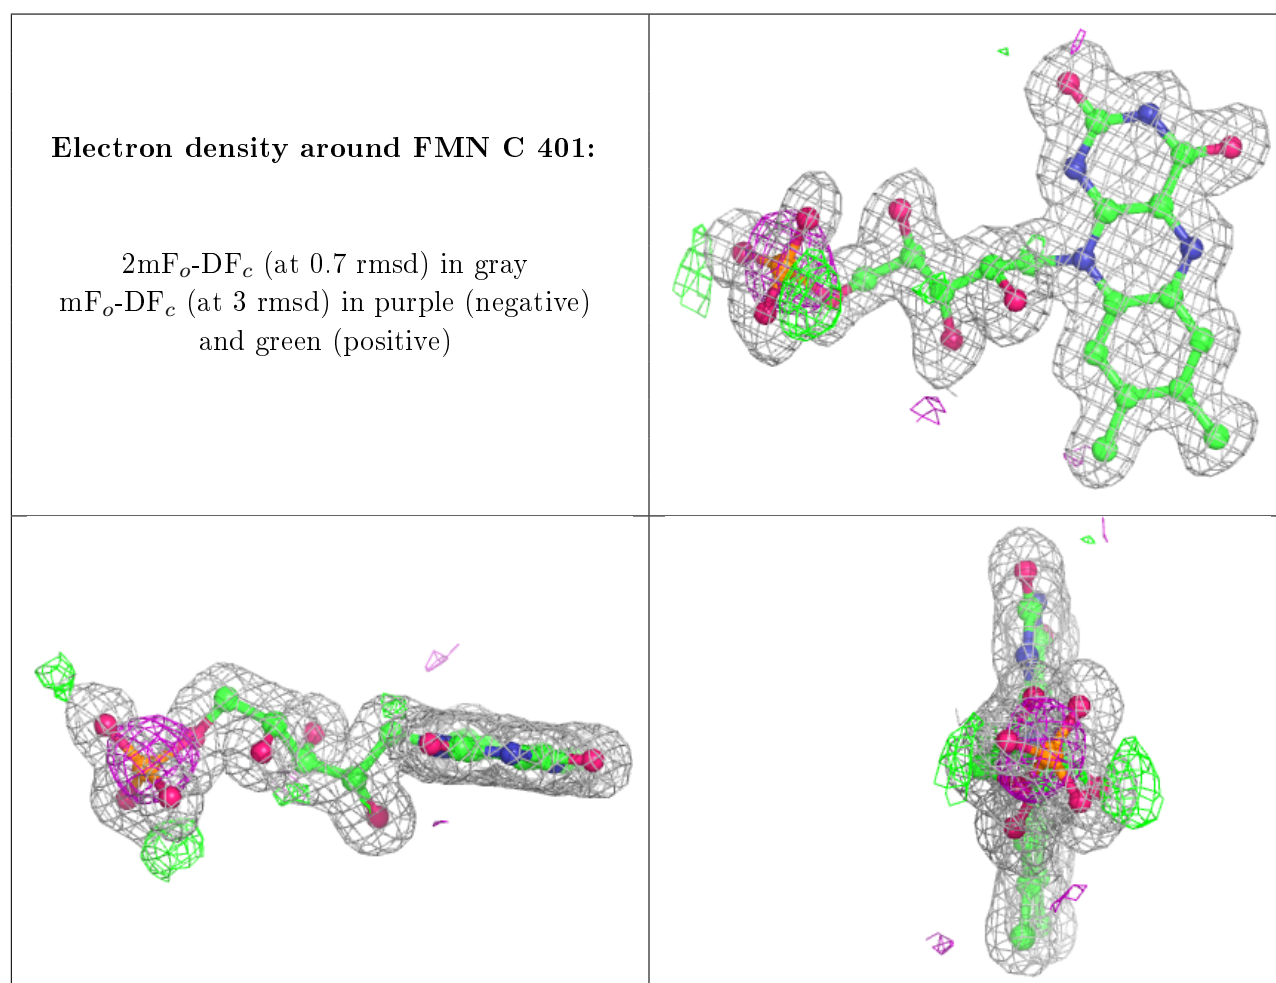 Electron density around FMN C 401:
2mFo-DFc (at 0.7 rmsd) in gray
mFo-DFc (at 3 rmsd) in purple (negative)
and green (positive)